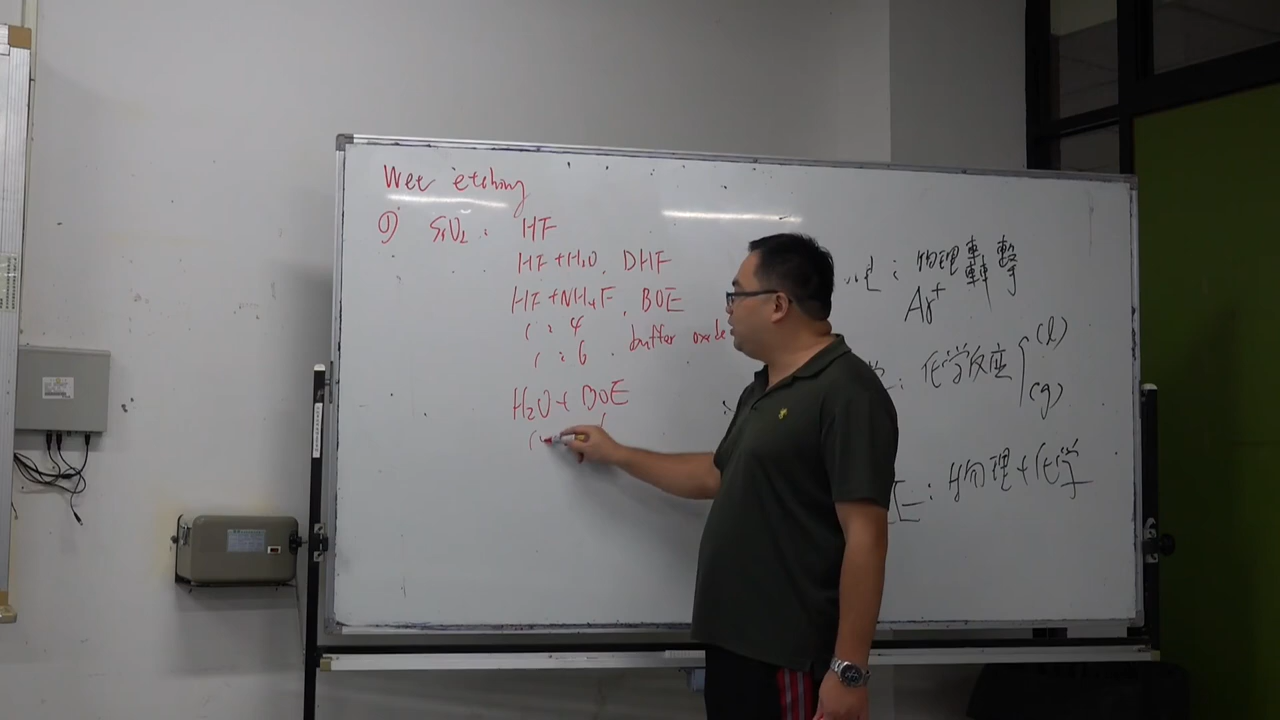 Wet etching
① SiO₂: HF
HF + H₂O, DHF
HF + NH₄F, BOE
1 : 4
1 : 6 . buffer oxide
H₂O + BOE
: 物理轟擊
Ar⁺
: 化学反应 (l)
(g)
E : 物理 + 化学